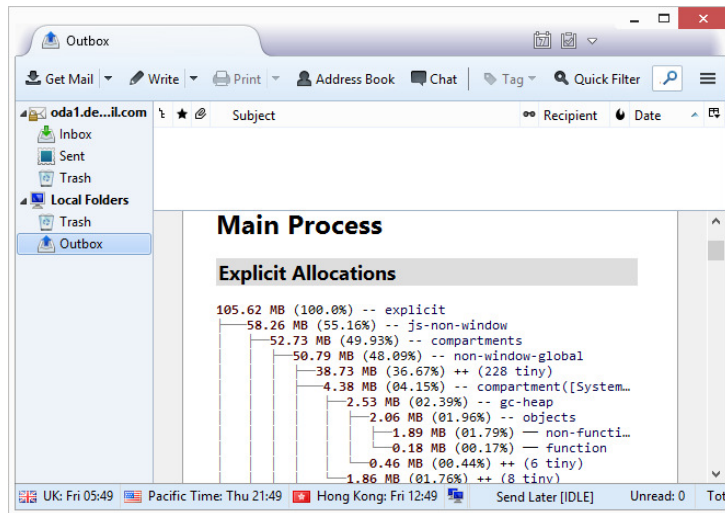 Outbox
Get Mail Write Print Address Book Chat Tag Quick Filter
oda1.de...il.com
Inbox
Sent
Trash
Local Folders
Trash
Outbox
Subject Recipient Date
Main Process
Explicit Allocations
105.62 MB (100.0%) -- explicit
├──58.26 MB (55.16%) -- js-non-window
│  ├──52.73 MB (49.93%) -- compartments
│  │  ├──50.79 MB (48.09%) -- non-window-global
│  │  │  ├──38.73 MB (36.67%) ++ (228 tiny)
│  │  │  ├──4.38 MB (04.15%) -- compartment([System…
│  │  │  │  ├──2.53 MB (02.39%) -- gc-heap
│  │  │  │  │  ├──2.06 MB (01.96%) -- objects
│  │  │  │  │  │  ├──1.89 MB (01.79%) ── non-functi…
│  │  │  │  │  │  └──0.18 MB (00.17%) ── function
│  │  │  │  │  └──0.46 MB (00.44%) ++ (6 tiny)
│  │  │  │  └──1.86 MB (01.76%) ++ (8 tiny)
UK: Fri 05:49 Pacific Time: Thu 21:49 Hong Kong: Fri 12:49 Send Later [IDLE] Unread: 0 Tot